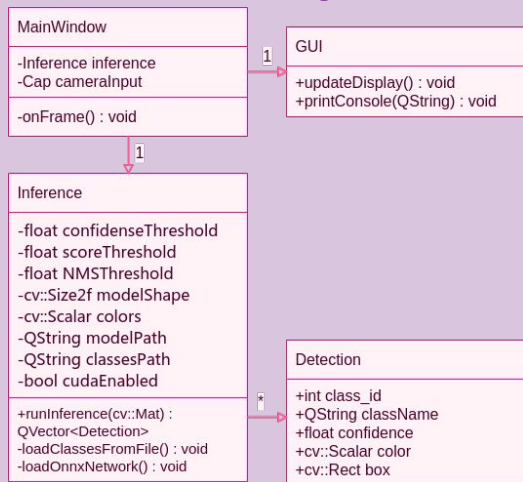 MainWindow
-Inference inference
-Cap cameraInput
-onFrame() : void
1
GUI
+updateDisplay() : void
+printConsole(QString) : void
1
Inference
-float confidenseThreshold
-float scoreThreshold
-float NMSThreshold
-cv::Size2f modelShape
-cv::Scalar colors
-QString modelPath
-QString classesPath
-bool cudaEnabled
+runInference(cv::Mat) :
QVector<Detection>
-loadClassesFromFile() : void
-loadOnnxNetwork() : void
*
Detection
+int class_id
+QString className
+float confidence
+cv::Scalar color
+cv::Rect box